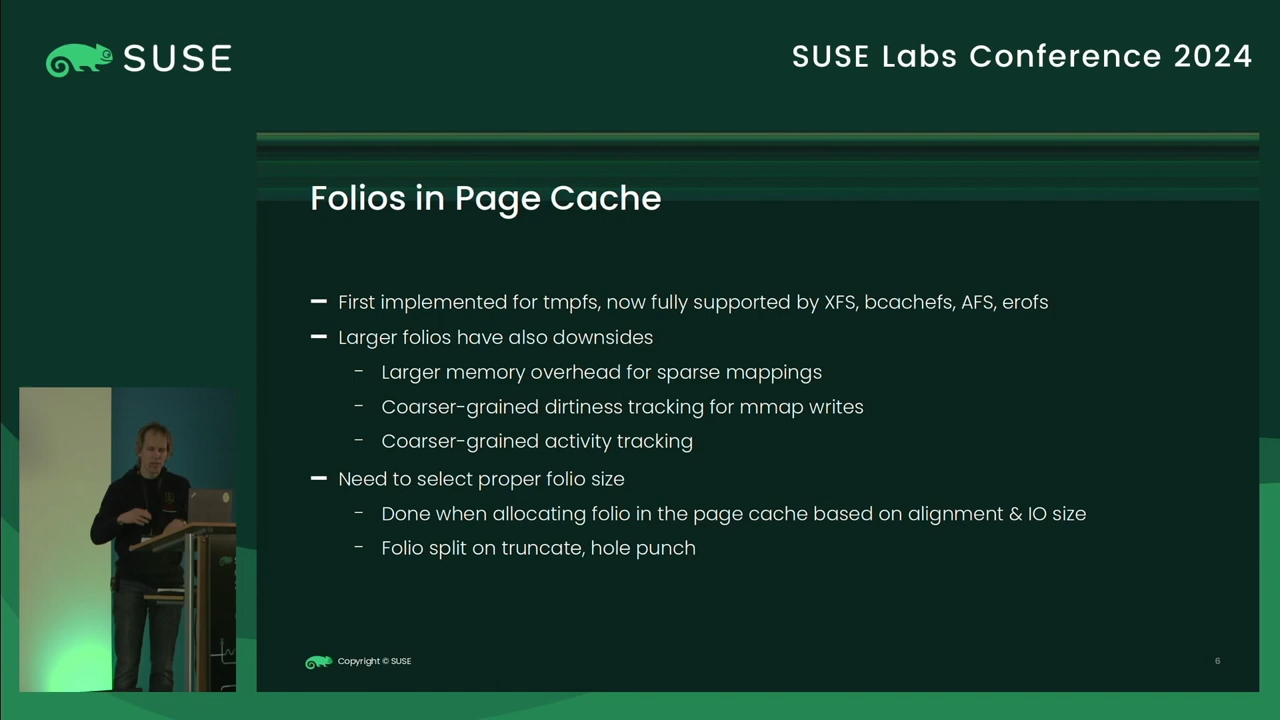 SUSE
SUSE Labs Conference 2024
Folios in Page Cache
First implemented for tmpfs, now fully supported by XFS, bcachefs, AFS, erofs
Larger folios have also downsides
Larger memory overhead for sparse mappings
Coarser-grained dirtiness tracking for mmap writes
Coarser-grained activity tracking
Need to select proper folio size
Done when allocating folio in the page cache based on alignment & IO size
Folio split on truncate, hole punch
Copyright © SUSE
6